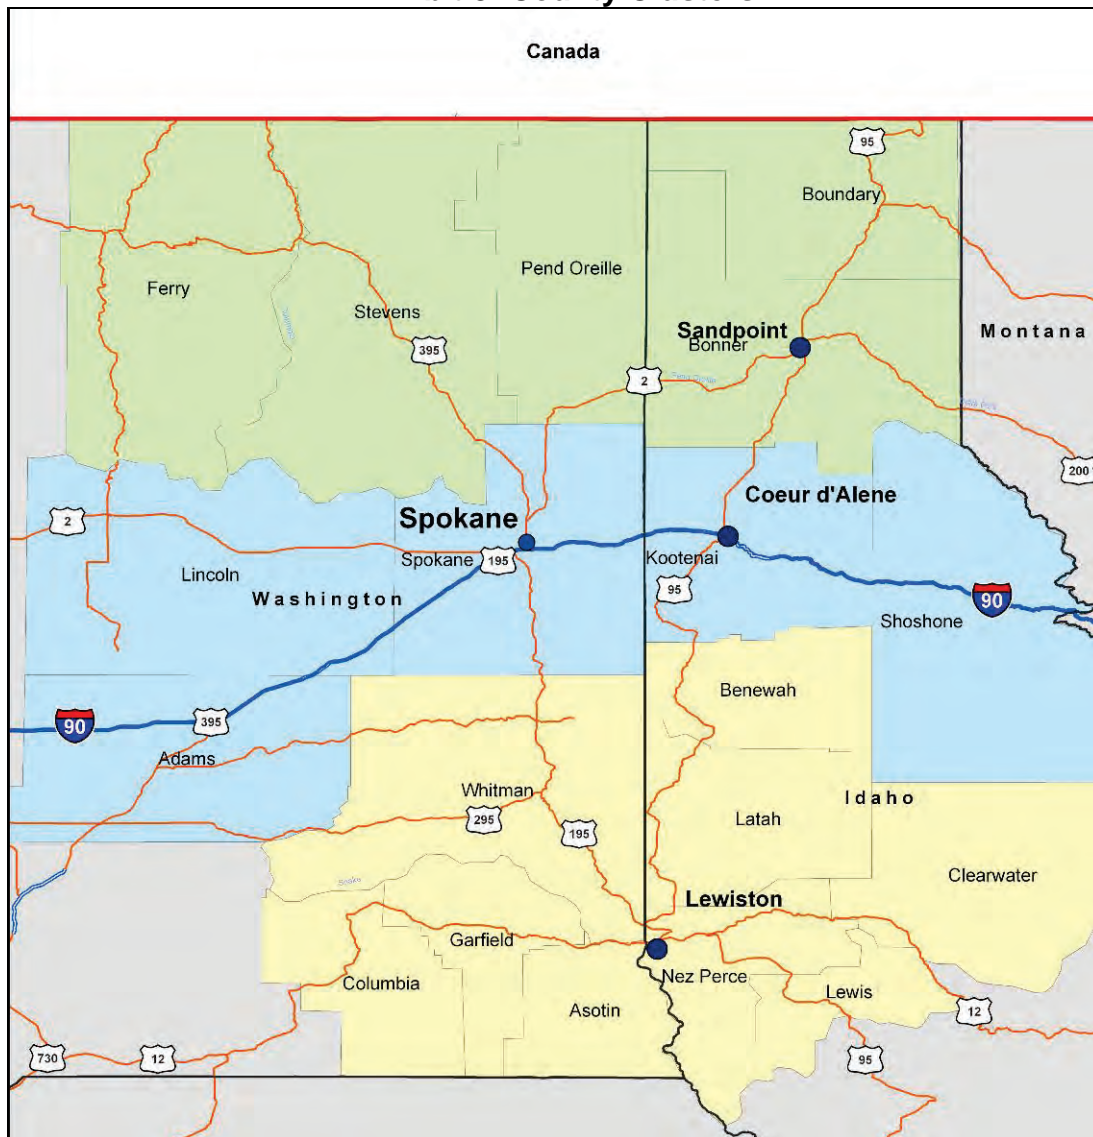 Canada
95
Boundary
Pend Oreille
Ferry
Stevens
Sandpoint
Montana
Bonner
395
2
200
Coeur d'Alene
2
Spokane
Spokane
195
Kootenai
Lincoln
95
90
Washington
Shoshone
Benewah
90
395
Adams
Whitman
Idaho
295
195
Latah
Clearwater
Snake
Lewiston
Garfield
Columbia
Nez Perce
Lewis
Asotin
12
730
12
95